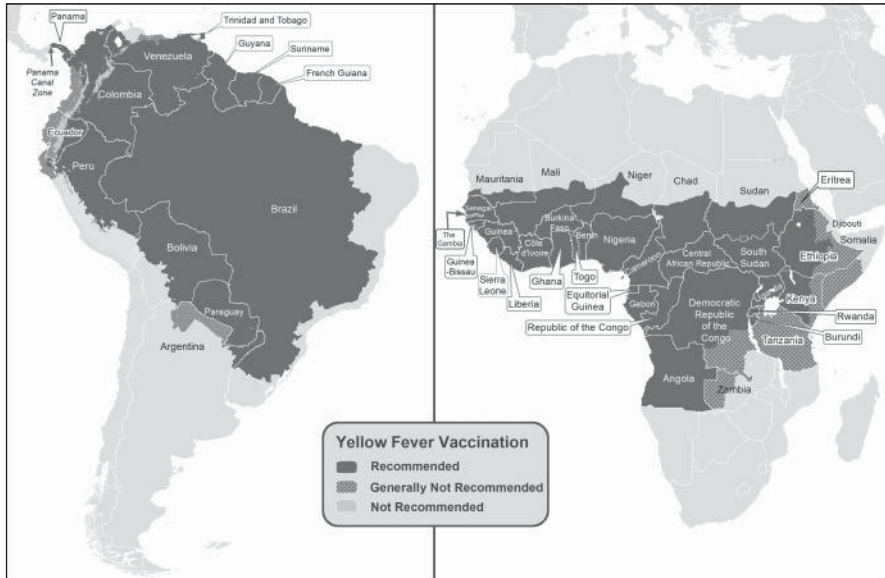 Panama
Trinidad and Tobago
Venezuela
Guyana
Suriname
French Guiana
Panama
Canal
Zone
Colombia
Ecuador
Peru
Brazil
Bolivia
Paraguay
Argentina
Mauritania
Mali
Niger
Chad
Sudan
Eritrea
Senegal
The
Gambia
Guinea
-Bissau
Guinea
Sierra
Leone
Liberia
Côte
d'Ivoire
Burkina
Faso
Ghana
Togo
Benin
Nigeria
Cameroon
Equitorial
Guinea
Gabon
Republic of the Congo
Central
African Republic
South
Sudan
Djibouti
Somalia
Ethiopia
Uganda
Kenya
Rwanda
Burundi
Democratic
Republic
of the
Congo
Tanzania
Angola
Zambia
Yellow Fever Vaccination
Recommended
Generally Not Recommended
Not Recommended